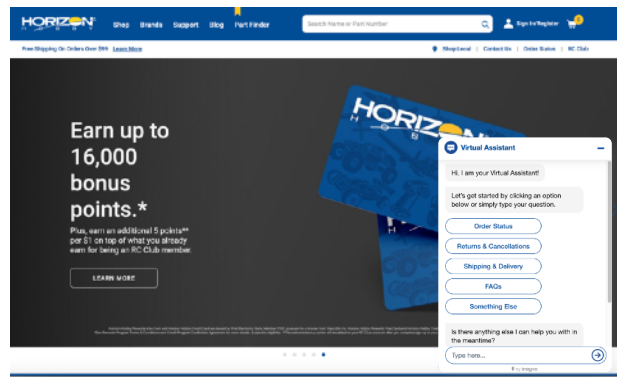 HORIZON
HOBBY
Shop Brands Support Blog Part Finder
Search Name or Part Number
Sign In/Register
Free Shipping On Orders Over $99 Learn More
Shop Local | Contact Us | Order Status | RC Club
Earn up to
16,000
bonus
points.*
Plus, earn an additional 5 points**
per $1 on top of what you already
earn for being an RC Club member.
LEARN MORE
HORIZON
HOB
H
Virtual Assistant
Hi, I am your Virtual Assistant!
Let's get started by clicking an option
below or simply type your question.
Order Status
Returns & Cancellations
Shipping & Delivery
FAQs
Something Else
Is there anything else I can help you with in
the meantime?
Type here...